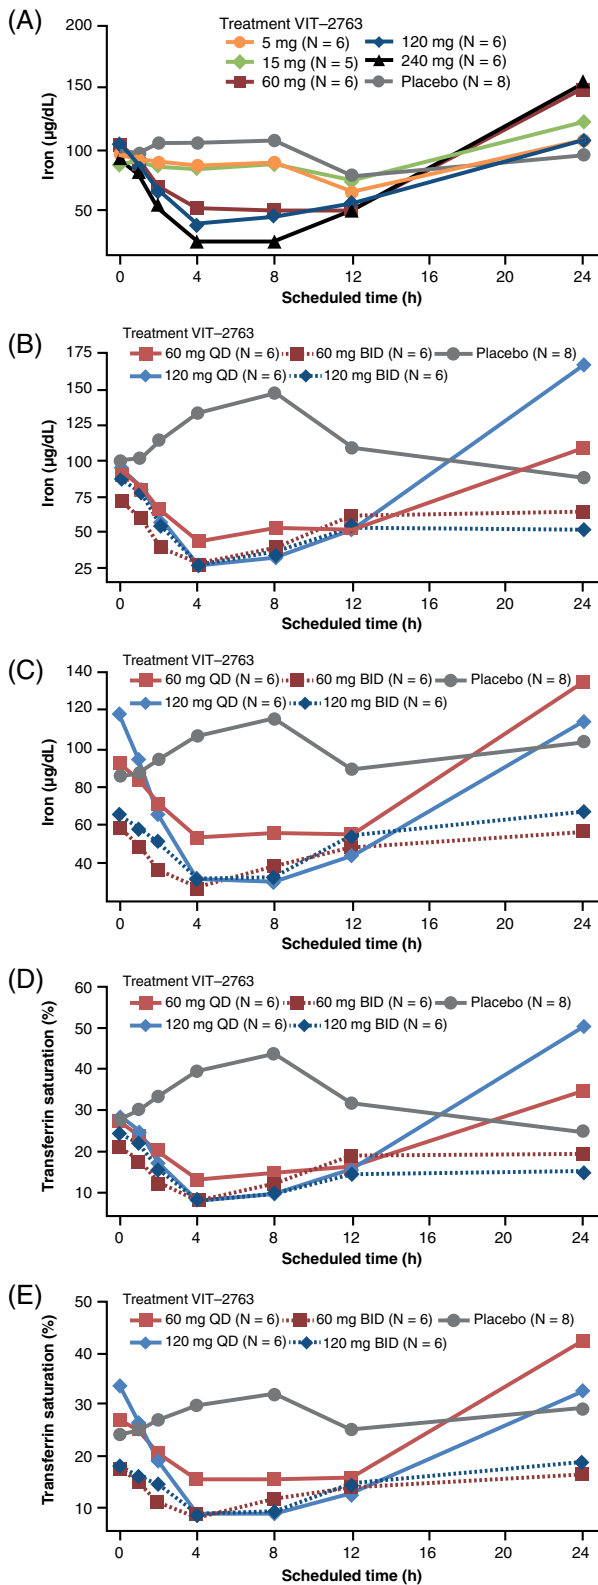 (A)
Treatment VIT–2763
5 mg (N = 6) 120 mg (N = 6)
15 mg (N = 5) 240 mg (N = 6)
60 mg (N = 6) Placebo (N = 8)
Iron (µg/dL)
200
150
100
50
0 4 8 12 16 20 24
Scheduled time (h)
(B)
Treatment VIT–2763
60 mg QD (N = 6) 60 mg BID (N = 6) Placebo (N = 8)
120 mg QD (N = 6) 120 mg BID (N = 6)
Iron (µg/dL)
175
150
125
100
75
50
25
0 4 8 12 16 20 24
Scheduled time (h)
(C)
Treatment VIT–2763
60 mg QD (N = 6) 60 mg BID (N = 6) Placebo (N = 8)
120 mg QD (N = 6) 120 mg BID (N = 6)
Iron (µg/dL)
140
120
100
80
60
40
0 4 8 12 16 20 24
Scheduled time (h)
(D)
Treatment VIT–2763
60 mg QD (N = 6) 60 mg BID (N = 6) Placebo (N = 8)
120 mg QD (N = 6) 120 mg BID (N = 6)
Transferrin saturation (%)
60
50
40
30
20
10
0 4 8 12 16 20 24
Scheduled time (h)
(E)
Treatment VIT–2763
60 mg QD (N = 6) 60 mg BID (N = 6) Placebo (N = 8)
120 mg QD (N = 6) 120 mg BID (N = 6)
Transferrin saturation (%)
50
40
30
20
10
0 4 8 12 16 20 24
Scheduled time (h)